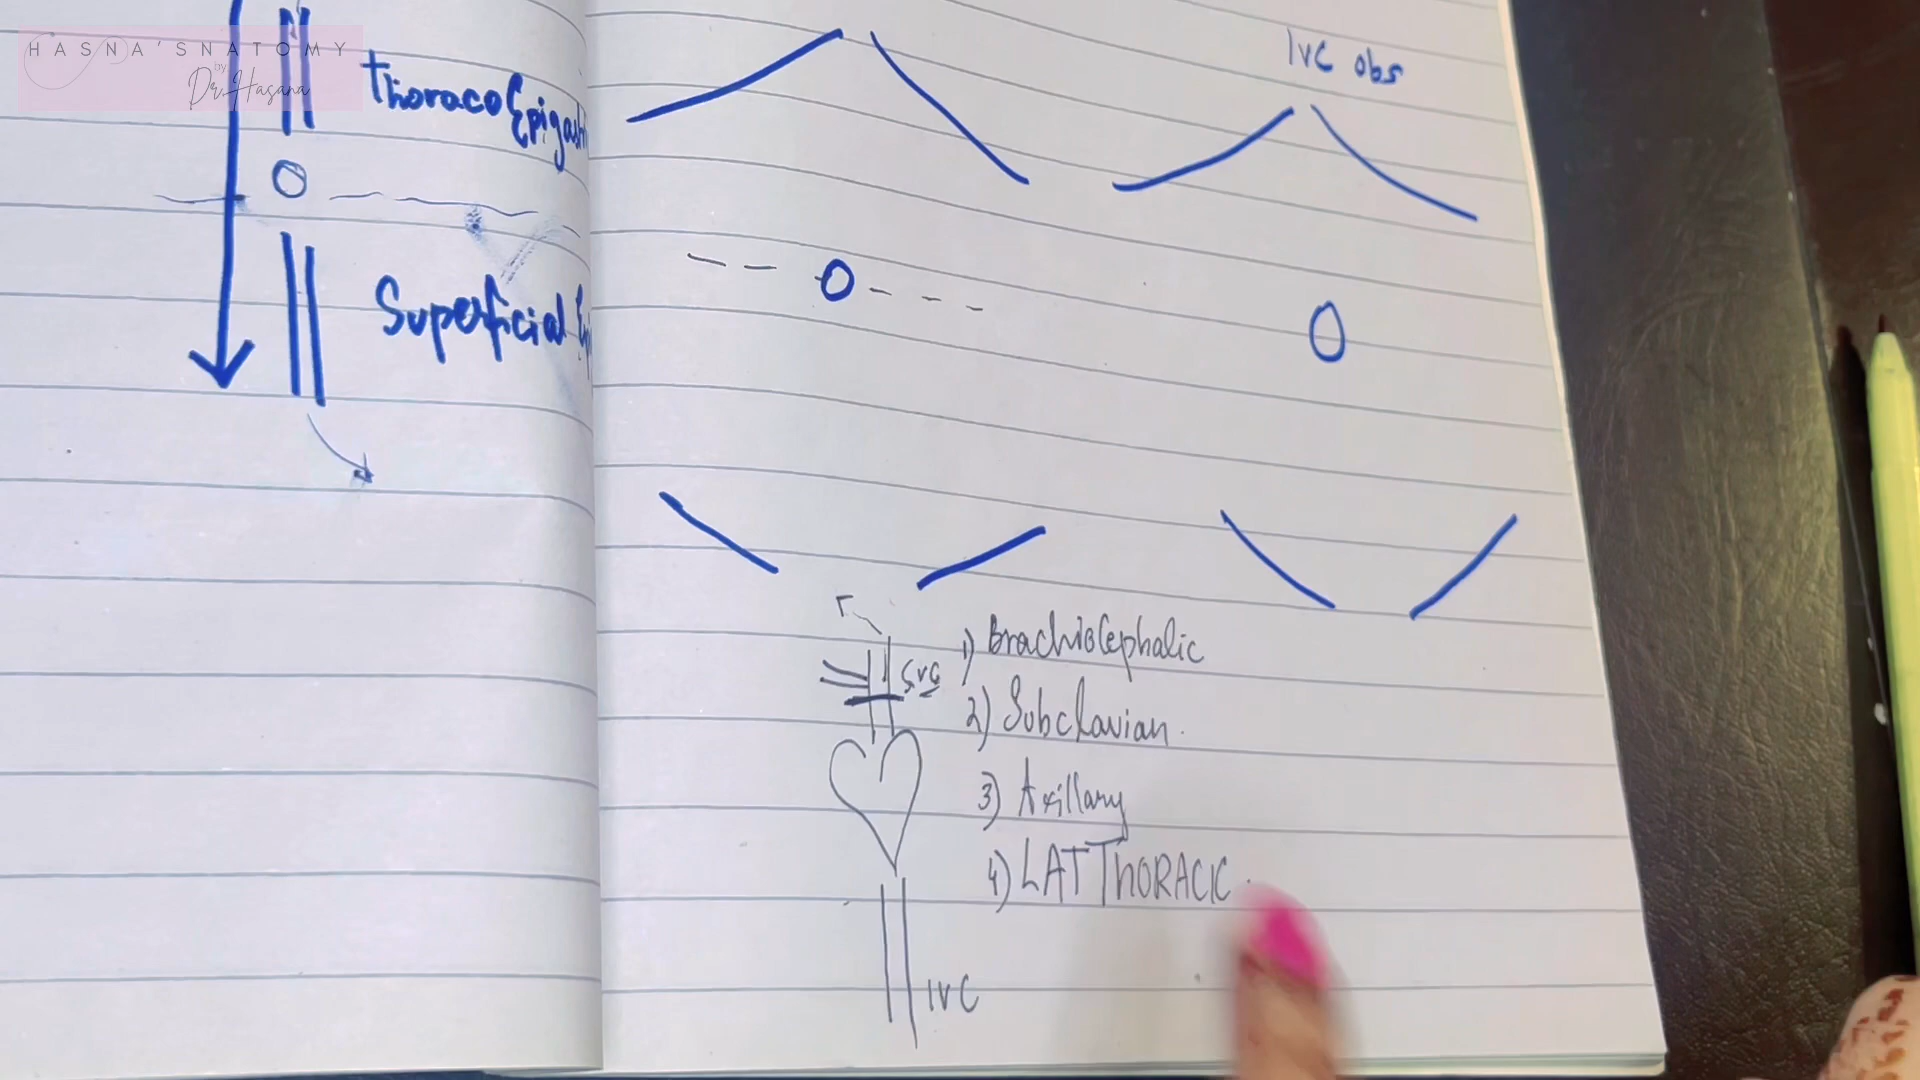 HASNA'SNATOMY
by
Dr.Hasana
Thoraco Epigastri
Superficial Epi
IVC obs
SVC
1) BrachioCephalic
2) Subclavian.
3) Axillary
4) LAT ThORACIC.
IVC